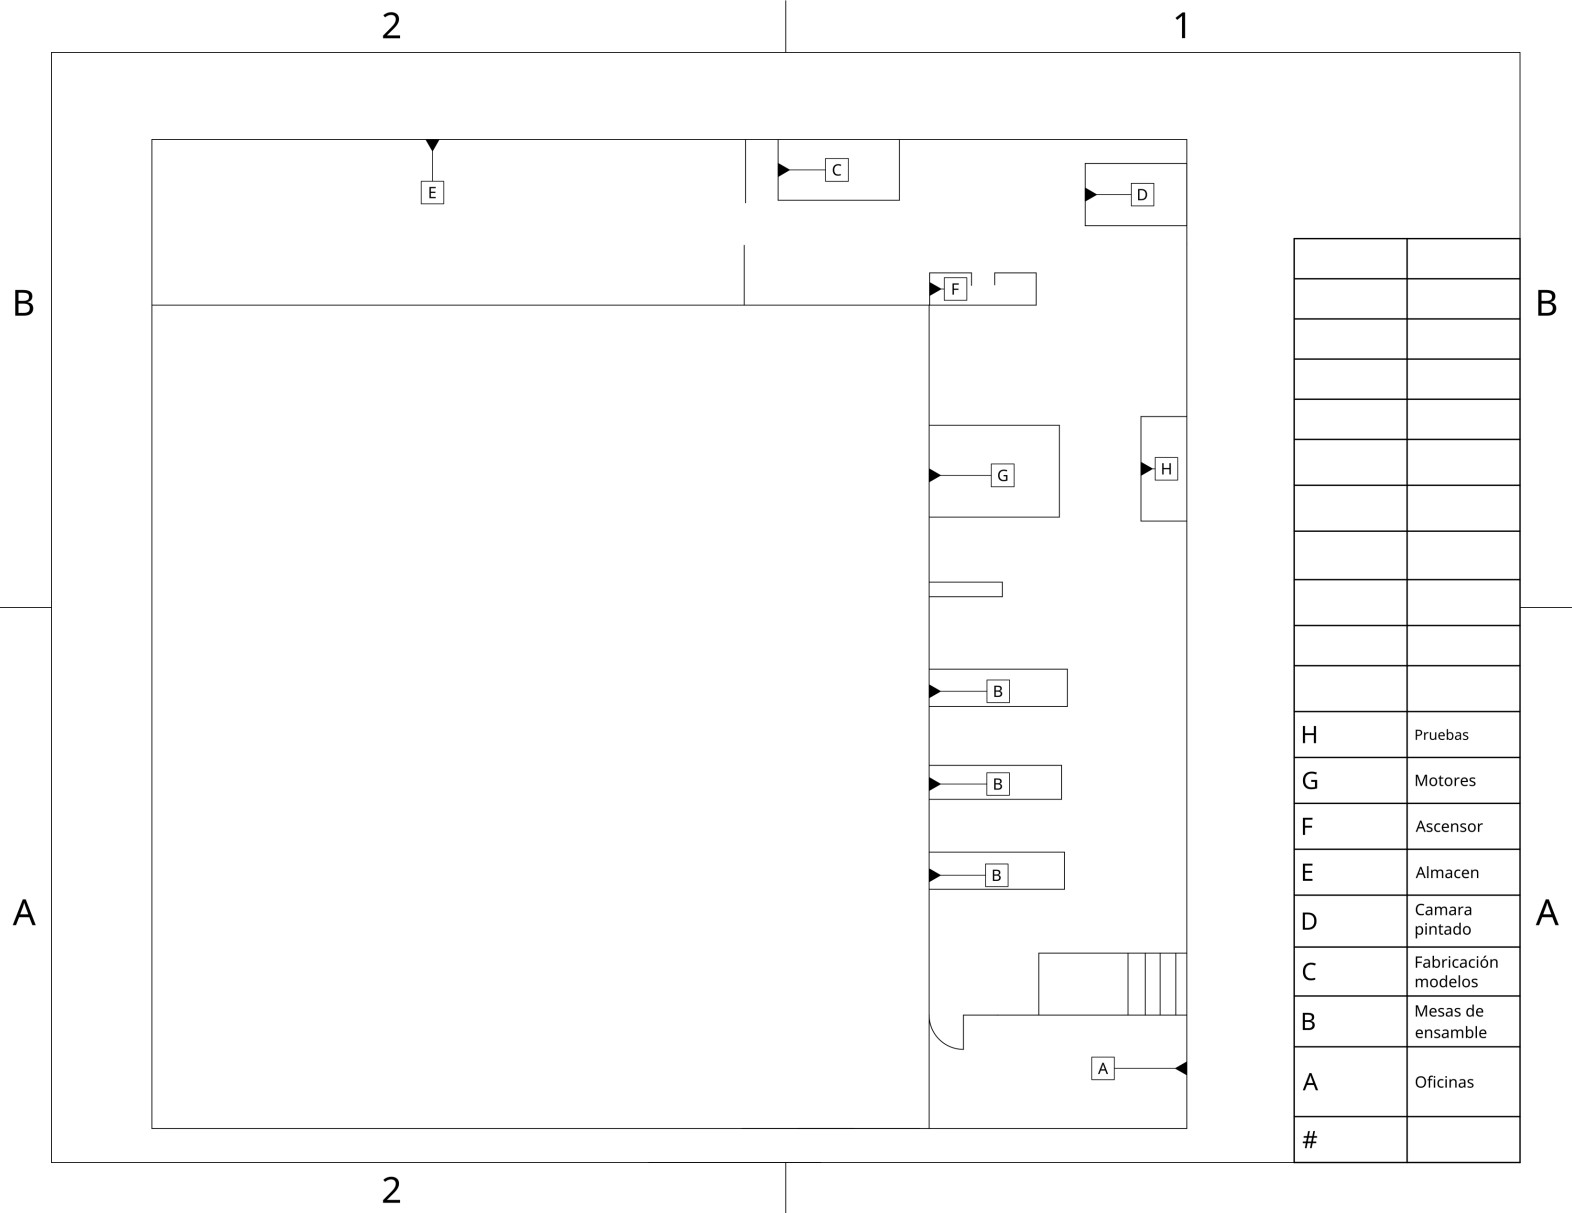 2
1
E
C
D
F
B
B
G
H
B
B
B
H
Pruebas
G
Motores
F
Ascensor
E
Almacen
A
A
D
Camara
pintado
C
Fabricación
modelos
B
Mesas de
ensamble
A
A
Oficinas
#
2